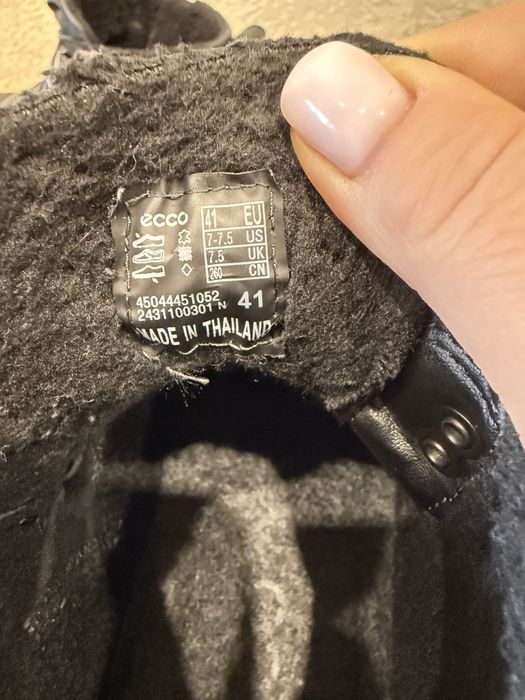 ecco
41 EU
7-7.5 US
7.5 UK
260 CN
45044451052
2431100301 N 41
MADE IN THAILAND